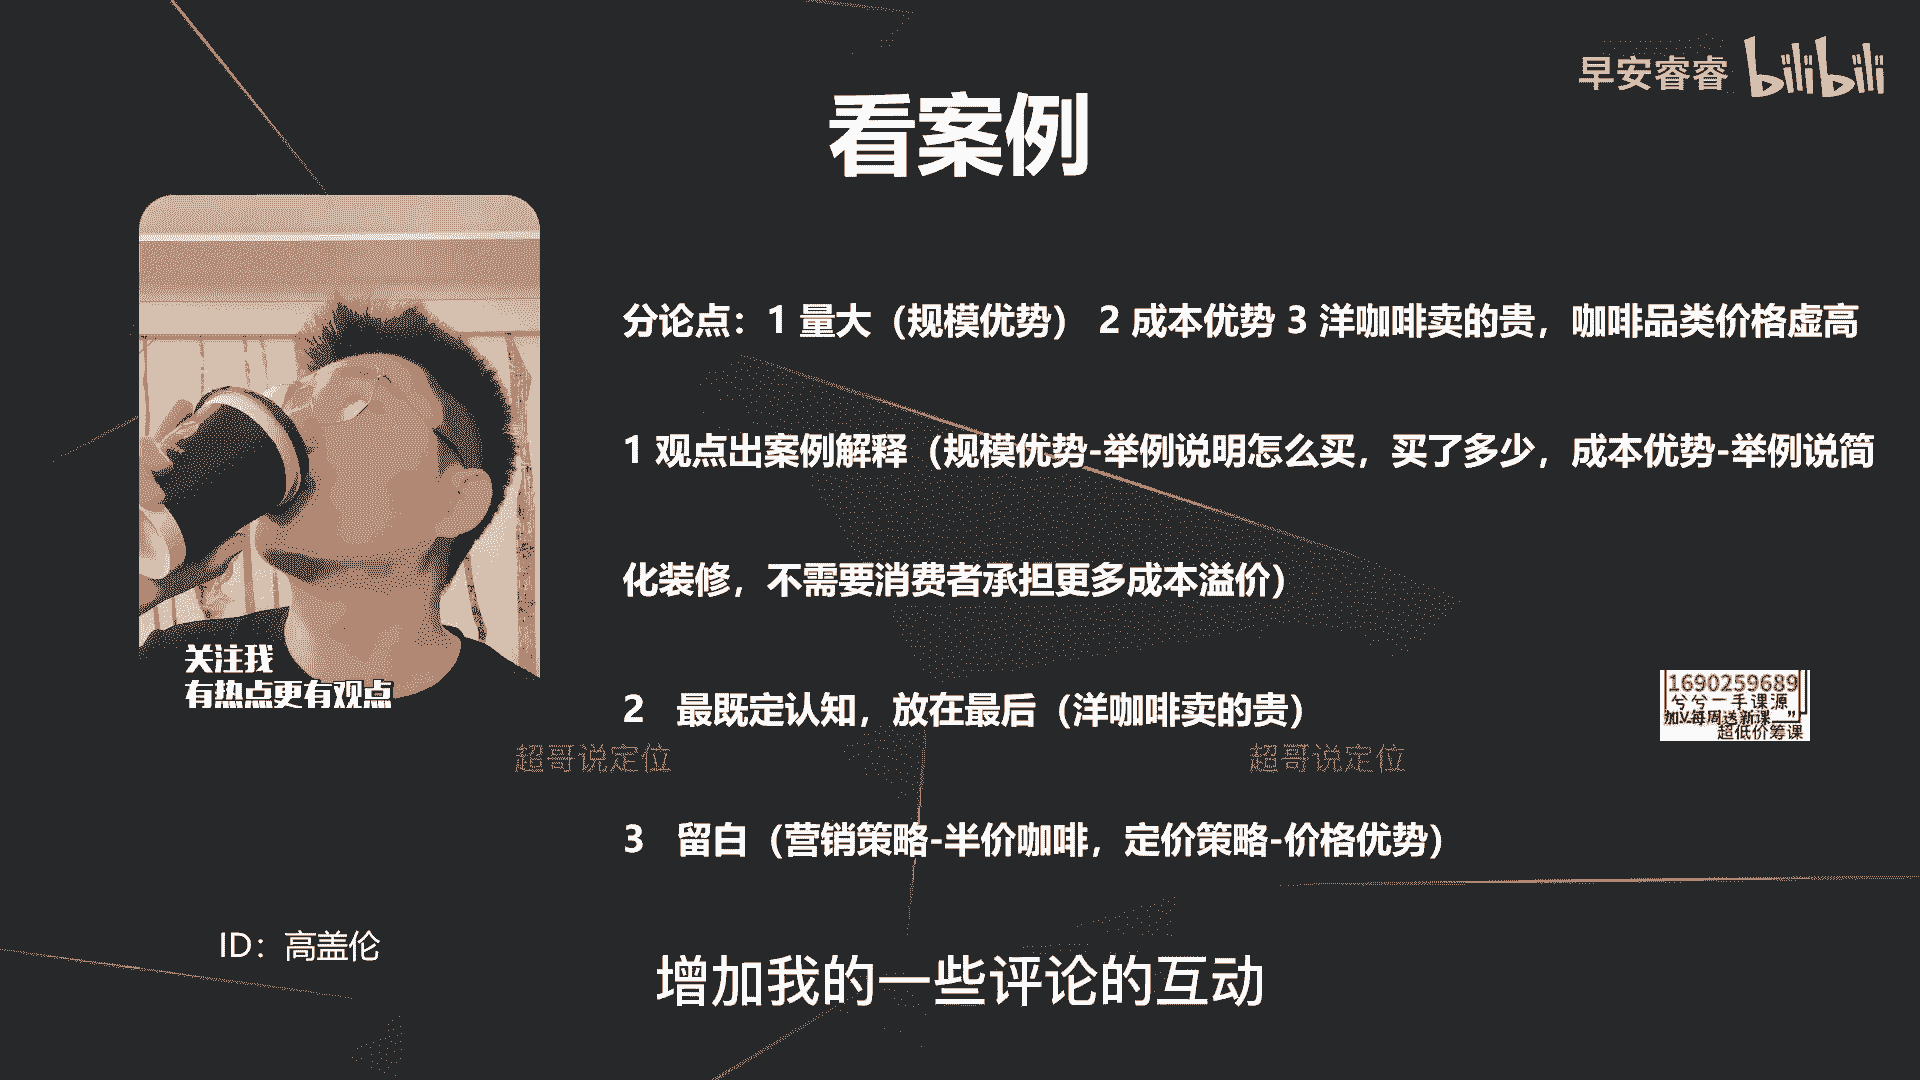 早安睿睿 bilibili
看案例
分论点：1 量大（规模优势） 2 成本优势 3 洋咖啡卖的贵，咖啡品类价格虚高
1 观点出案例解释（规模优势-举例说明怎么买，买了多少，成本优势-举例说简
化装修，不需要消费者承担更多成本溢价）
关注我
有热点更有观点
2 最既定认知，放在最后（洋咖啡卖的贵）
1690259689
兮兮一手课源
加V每周送新课
超低价筹课
超哥说定位 超哥说定位
3 留白（营销策略-半价咖啡，定价策略-价格优势）
ID：高盖伦
增加我的一些评论的互动